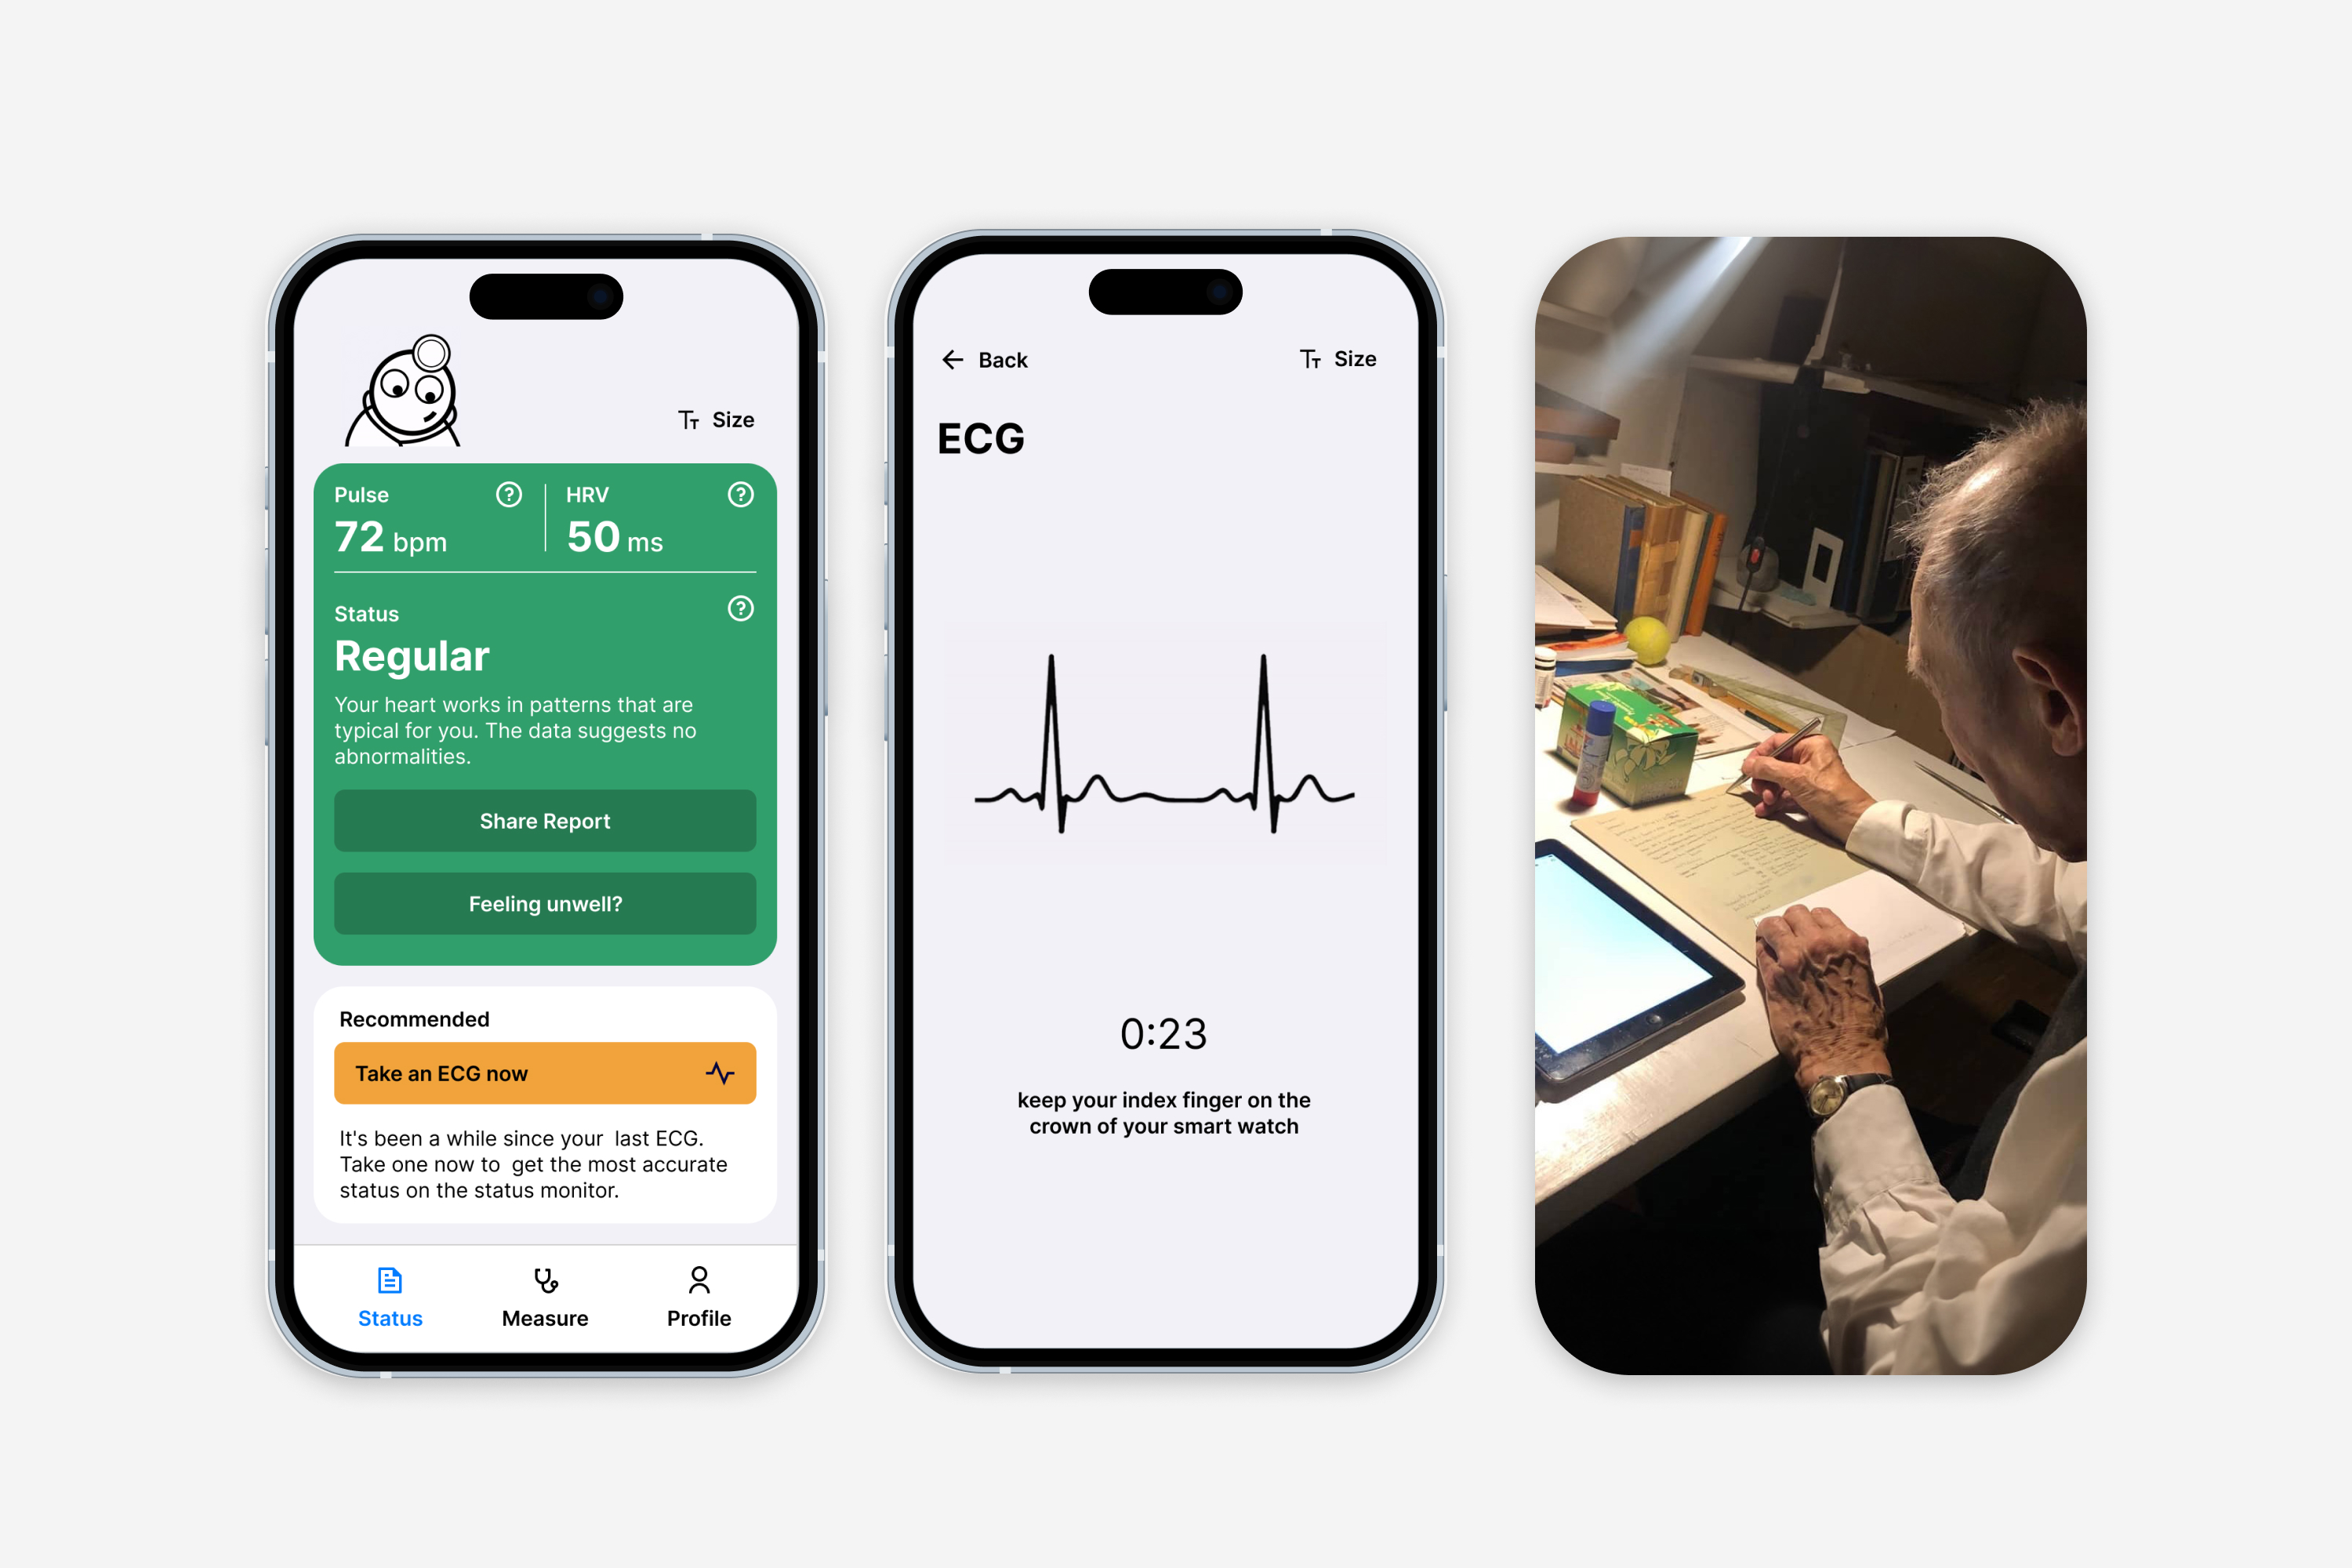 Size
Pulse
72 bpm
HRV
50 ms
Status
Regular
Your heart works in patterns that are
typical for you. The data suggests no
abnormalities.
Share Report
Feeling unwell?
Recommended
Take an ECG now
It's been a while since your last ECG.
Take one now to get the most accurate
status on the status monitor.
Status
Measure
Profile
Back
Size
ECG
0:23
keep your index finger on the
crown of your smart watch